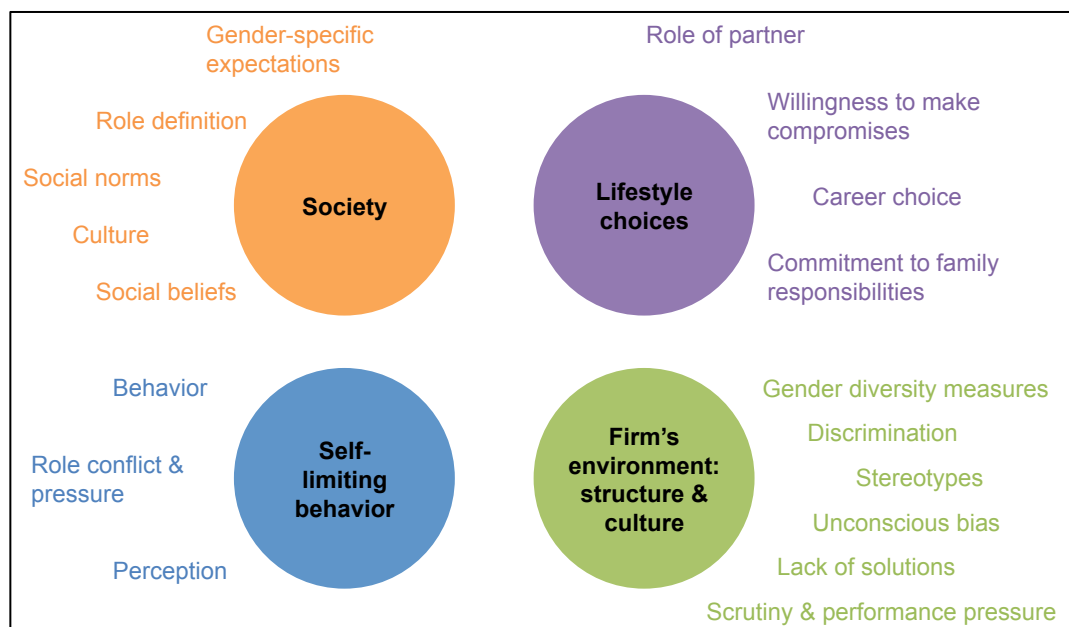 Gender-specific
expectations
Role definition
Social norms
Culture
Social beliefs
Society
Role of partner
Willingness to make
compromises
Career choice
Commitment to family
responsibilities
Lifestyle
choices
Behavior
Role conflict &
pressure
Perception
Self-
limiting
behavior
Firm's
environment:
structure &
culture
Gender diversity measures
Discrimination
Stereotypes
Unconscious bias
Lack of solutions
Scrutiny & performance pressure